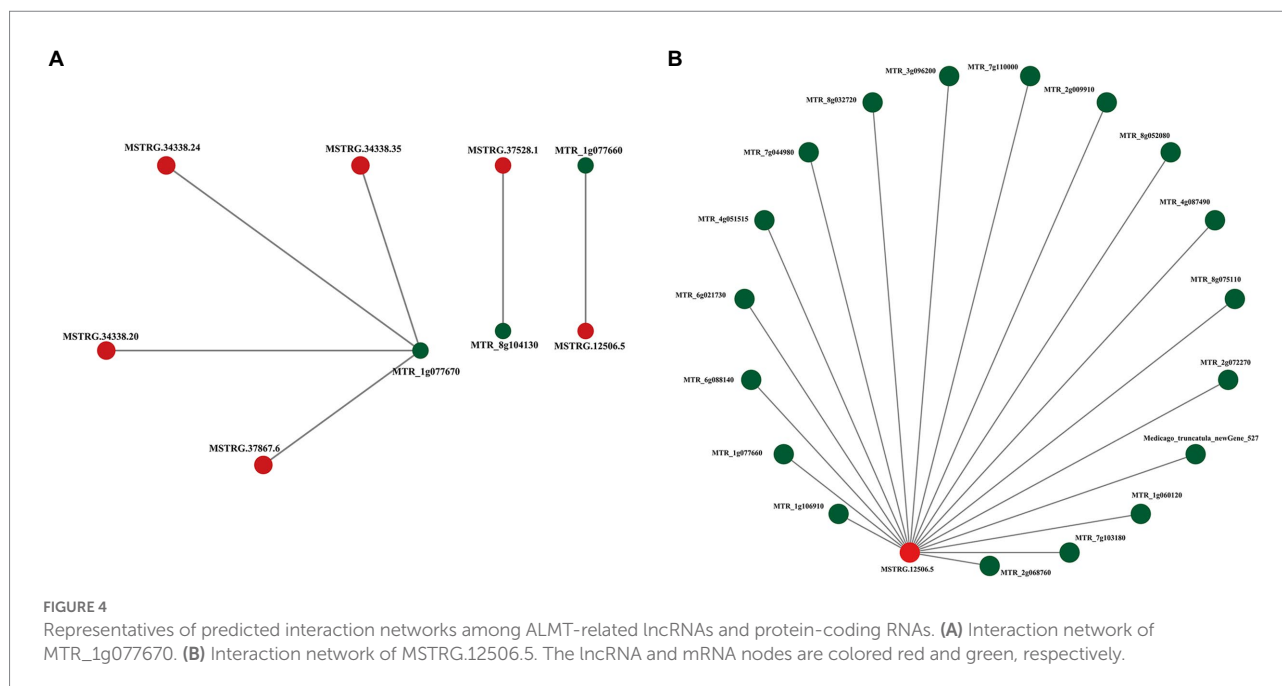 A
MSTRG.34338.24
MSTRG.34338.35
MSTRG.37528.1
MTR_1g077660
MSTRG.34338.20
MTR_1g077670
MTR_8g104130
MSTRG.12506.5
MSTRG.37867.6
B
MTR_3g096200
MTR_7g110000
MTR_8g032720
MTR_2g009910
MTR_7g044980
MTR_8g052080
MTR_4g051515
MTR_4g087490
MTR_6g021730
MTR_8g075110
MTR_6g088140
MTR_2g072270
MTR_1g077660
Medicago_truncatula_newGene_527
MTR_1g106910
MTR_1g060120
MTR_7g103180
MSTRG.12506.5
MTR_2g068760
FIGURE 4
Representatives of predicted interaction networks among ALMT-related lncRNAs and protein-coding RNAs. (A) Interaction network of
MTR_1g077670. (B) Interaction network of MSTRG.12506.5. The lncRNA and mRNA nodes are colored red and green, respectively.